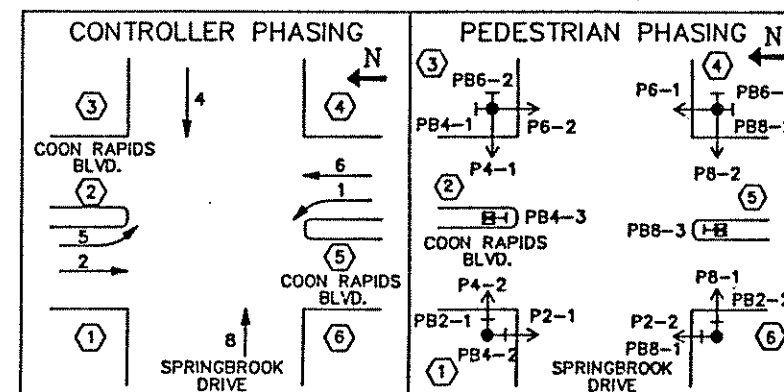 CONTROLLER PHASING
N
3
4
4
COON RAPIDS
BLVD.
2
6
1
5
2
5
COON RAPIDS
BLVD.
1
8
6
SPRINGBROOK
DRIVE
PEDESTRIAN PHASING
N
3
PB6-2
4
P6-1
PB4-1
P6-2
P4-1
P8-2
2
5
PB4-3
PB8-3
COON RAPIDS
BLVD.
P4-2
P8-1
PB2-1
P2-1
P2-2
PB4-2
PB8-1
1
6
SPRINGBROOK
DRIVE